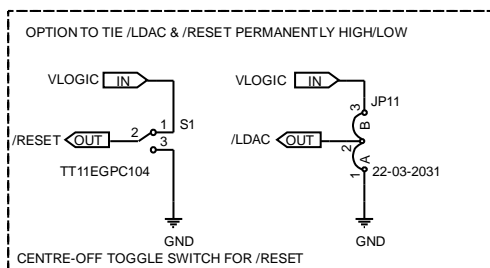 OPTION TO TIE /LDAC & /RESET PERMANENTLY HIGH/LOW
VLOGIC IN
1 S1
/RESET OUT 2
3
TT11EGPC104
GND
VLOGIC IN
JP11
3
B
/LDAC OUT
2
A
1
22-03-2031
GND
CENTRE-OFF TOGGLE SWITCH FOR /RESET